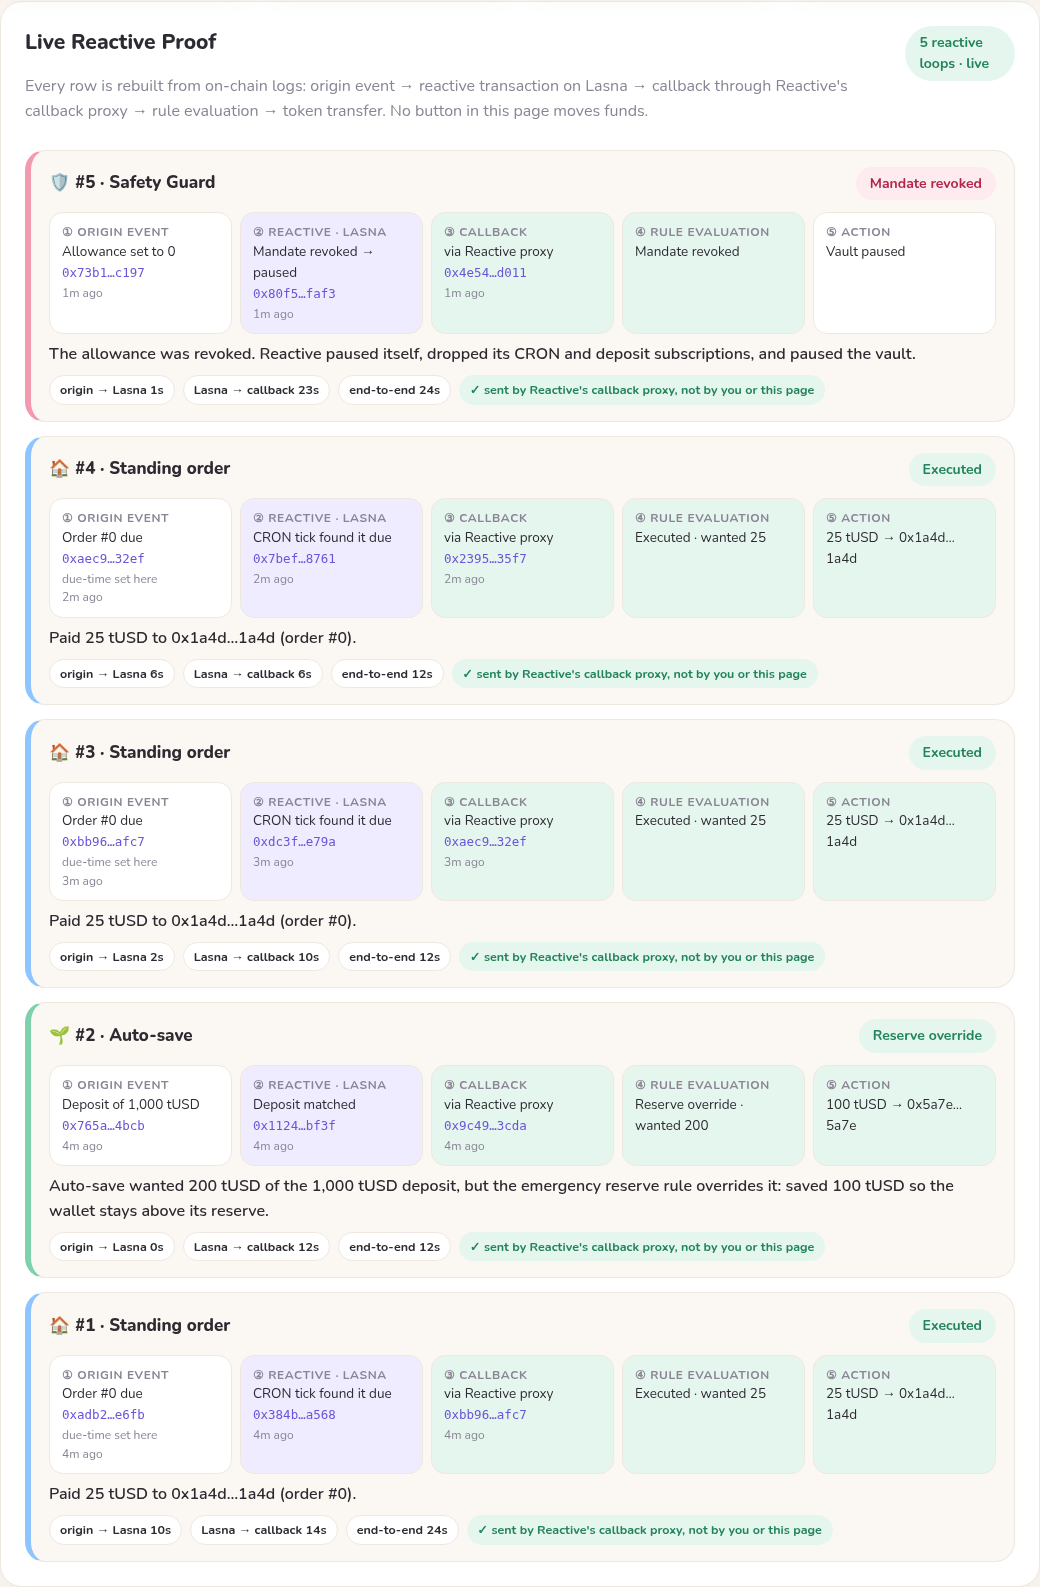 Live Reactive Proof
5 reactive
loops · live
Every row is rebuilt from on-chain logs: origin event → reactive transaction on Lasna → callback through Reactive's
callback proxy → rule evaluation → token transfer. No button in this page moves funds.
🛡️ #5 · Safety Guard
Mandate revoked
① ORIGIN EVENT
Allowance set to 0
0x73b1…c197
1m ago
② REACTIVE · LASNA
Mandate revoked →
paused
0x80f5…faf3
1m ago
③ CALLBACK
via Reactive proxy
0x4e54…d011
1m ago
④ RULE EVALUATION
Mandate revoked
⑤ ACTION
Vault paused
The allowance was revoked. Reactive paused itself, dropped its CRON and deposit subscriptions, and paused the vault.
origin → Lasna 1s
Lasna → callback 23s
end-to-end 24s
✓ sent by Reactive's callback proxy, not by you or this page
🏠 #4 · Standing order
Executed
① ORIGIN EVENT
Order #0 due
0xaec9…32ef
due-time set here
2m ago
② REACTIVE · LASNA
CRON tick found it due
0x7bef…8761
2m ago
③ CALLBACK
via Reactive proxy
0x2395…35f7
2m ago
④ RULE EVALUATION
Executed · wanted 25
⑤ ACTION
25 tUSD → 0x1a4d…
1a4d
Paid 25 tUSD to 0x1a4d…1a4d (order #0).
origin → Lasna 6s
Lasna → callback 6s
end-to-end 12s
✓ sent by Reactive's callback proxy, not by you or this page
🏠 #3 · Standing order
Executed
① ORIGIN EVENT
Order #0 due
0xbb96…afc7
due-time set here
3m ago
② REACTIVE · LASNA
CRON tick found it due
0xdc3f…e79a
3m ago
③ CALLBACK
via Reactive proxy
0xaec9…32ef
3m ago
④ RULE EVALUATION
Executed · wanted 25
⑤ ACTION
25 tUSD → 0x1a4d…
1a4d
Paid 25 tUSD to 0x1a4d…1a4d (order #0).
origin → Lasna 2s
Lasna → callback 10s
end-to-end 12s
✓ sent by Reactive's callback proxy, not by you or this page
🌱 #2 · Auto-save
Reserve override
① ORIGIN EVENT
Deposit of 1,000 tUSD
0x765a…4bcb
4m ago
② REACTIVE · LASNA
Deposit matched
0x1124…bf3f
4m ago
③ CALLBACK
via Reactive proxy
0x9c49…3cda
4m ago
④ RULE EVALUATION
Reserve override ·
wanted 200
⑤ ACTION
100 tUSD → 0x5a7e…
5a7e
Auto-save wanted 200 tUSD of the 1,000 tUSD deposit, but the emergency reserve rule overrides it: saved 100 tUSD so the
wallet stays above its reserve.
origin → Lasna 0s
Lasna → callback 12s
end-to-end 12s
✓ sent by Reactive's callback proxy, not by you or this page
🏠 #1 · Standing order
Executed
① ORIGIN EVENT
Order #0 due
0xadb2…e6fb
due-time set here
4m ago
② REACTIVE · LASNA
CRON tick found it due
0x384b…a568
4m ago
③ CALLBACK
via Reactive proxy
0xbb96…afc7
4m ago
④ RULE EVALUATION
Executed · wanted 25
⑤ ACTION
25 tUSD → 0x1a4d…
1a4d
Paid 25 tUSD to 0x1a4d…1a4d (order #0).
origin → Lasna 10s
Lasna → callback 14s
end-to-end 24s
✓ sent by Reactive's callback proxy, not by you or this page